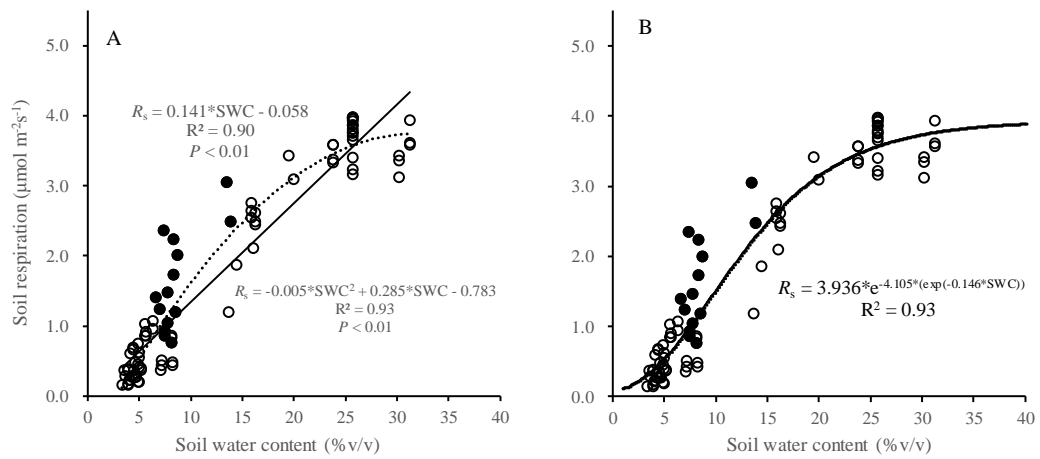 A
5.0
4.0
3.0
2.0
1.0
0.0
Soil respiration (μmol m⁻²s⁻¹)
Rₛ = 0.141*SWC - 0.058
R² = 0.90
P < 0.01
Rₛ = -0.005*SWC² + 0.285*SWC - 0.783
R² = 0.93
P < 0.01
0 5 10 15 20 25 30 35 40
Soil water content (%v/v)
B
5.0
4.0
3.0
2.0
1.0
0.0
Rₛ = 3.936*e^-4.105*(exp(-0.146*SWC))
R² = 0.93
0 5 10 15 20 25 30 35 40
Soil water content (%v/v)